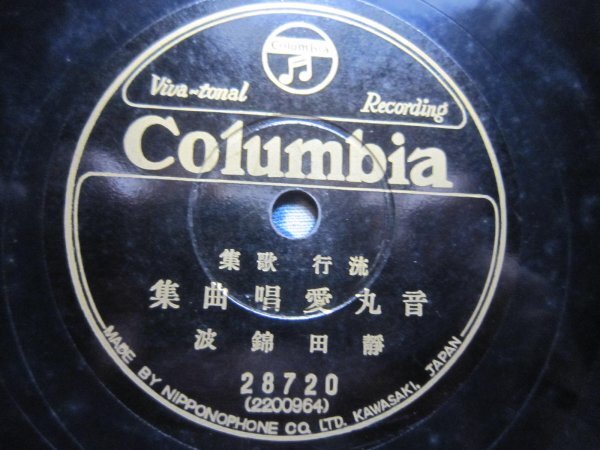 Columbia
Viva-tonal Recording
Columbia
流行歌集
音丸愛唱曲集
靜田錦波
28720
(2200964)
MADE BY NIPPONOPHONE CO. LTD. KAWASAKI, JAPAN